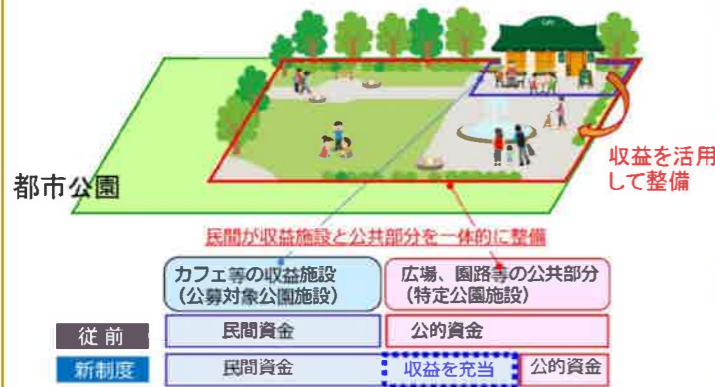 都市公園
収益を活用
して整備
民間が収益施設と公共部分を一体的に整備
カフェ等の収益施設
(公募対象公園施設)
広場、園路等の公共部分
(特定公園施設)
従前 民間資金 公的資金
新制度 民間資金 収益を充当 公的資金